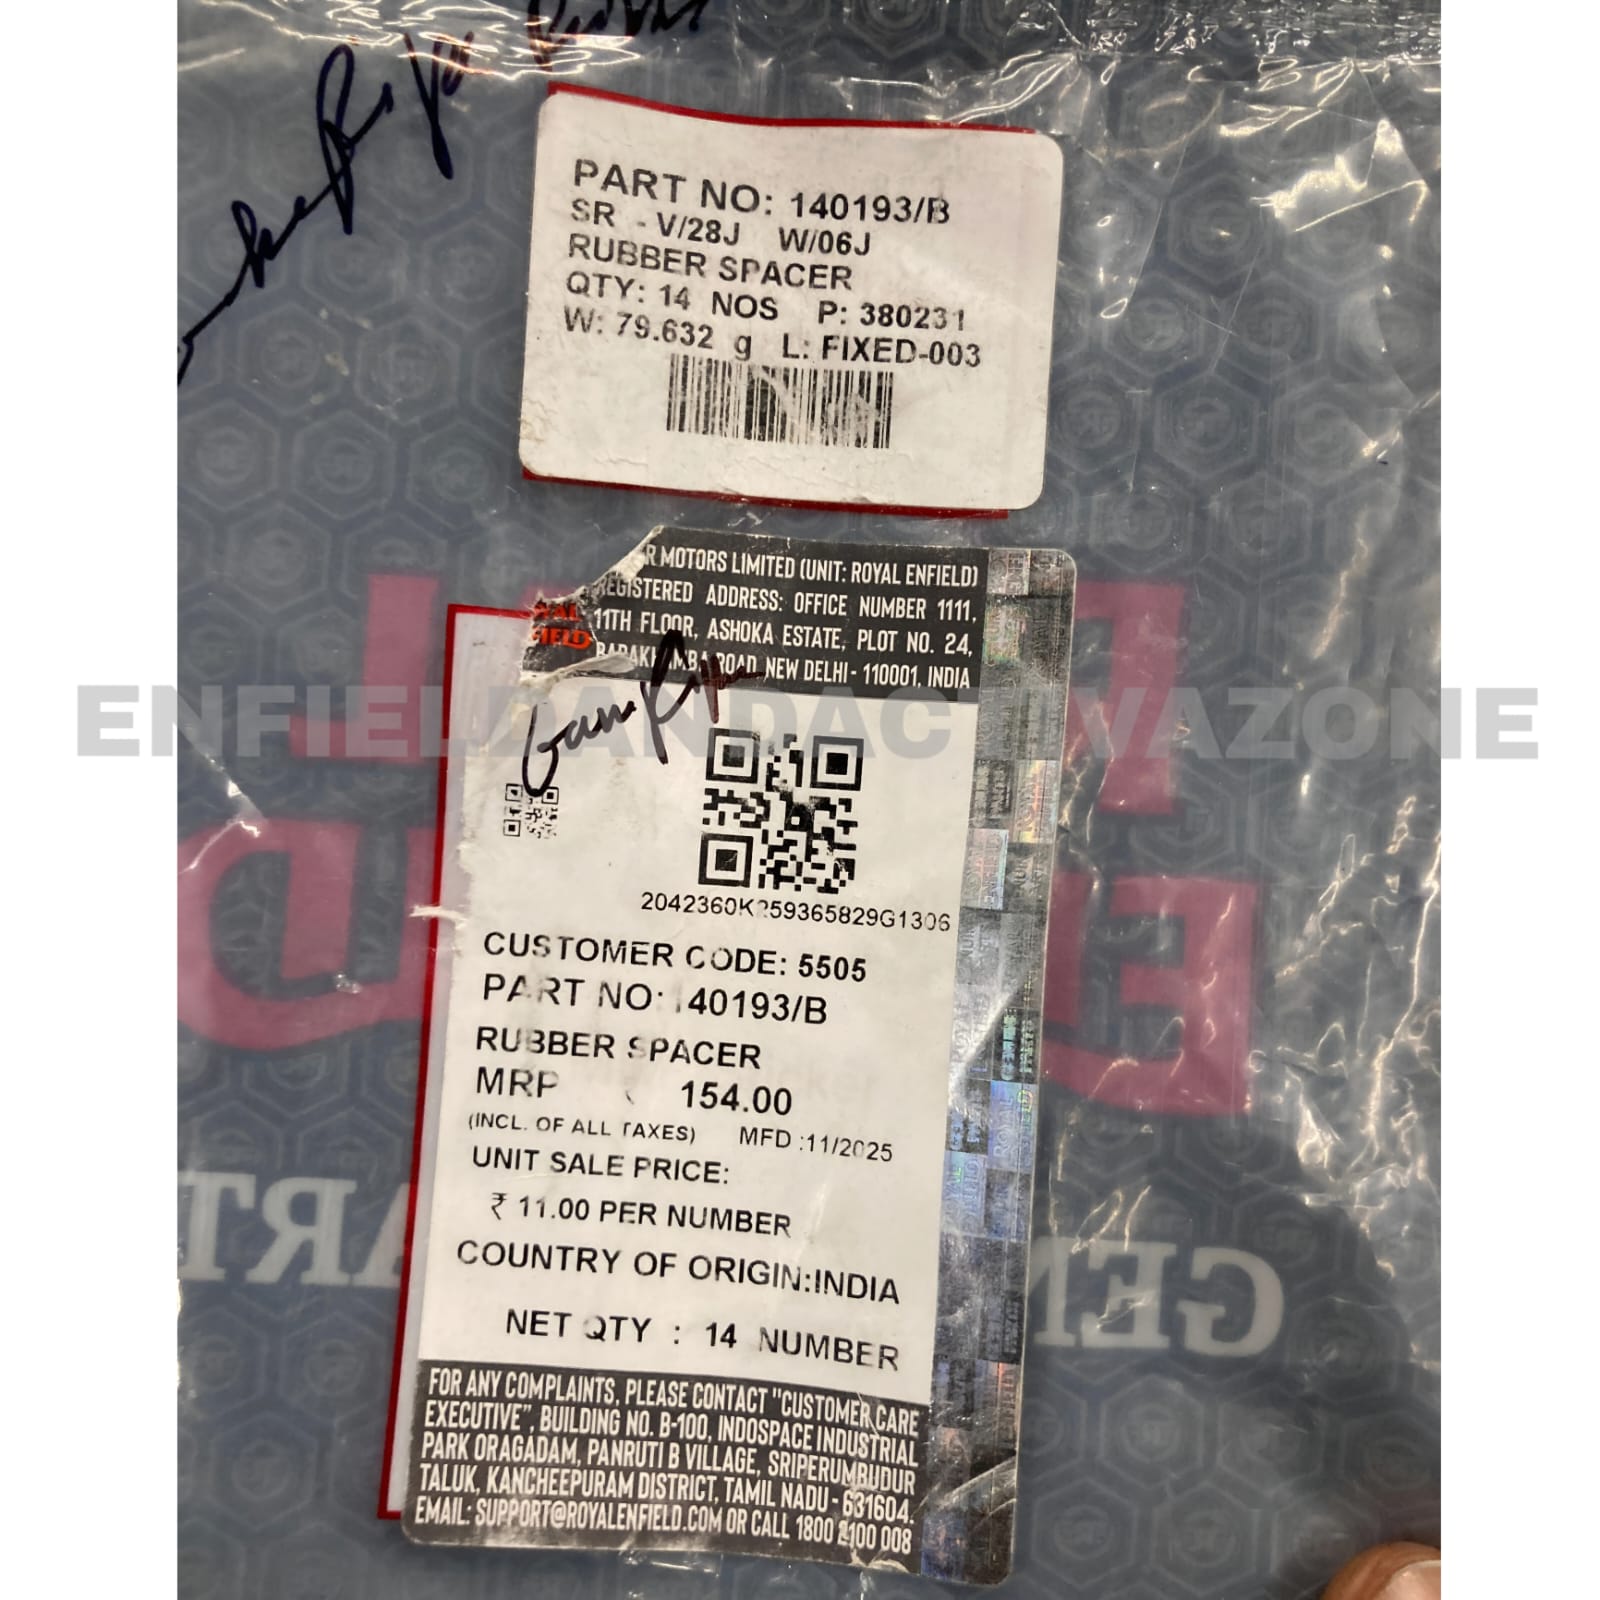 PART NO: 140193/B
SR - V/28J W/06J
RUBBER SPACER
QTY: 14 NOS P: 380231
W: 79.632 g L: FIXED-003
R MOTORS LIMITED (UNIT: ROYAL ENFIELD)
REGISTERED ADDRESS: OFFICE NUMBER 1111,
11TH FLOOR, ASHOKA ESTATE, PLOT NO. 24,
ROAD, NEW DELHI - 110001, INDIA
ENFIELDANDACTIVAZONE
2042360K259365829G1306
CUSTOMER CODE: 5505
PART NO: 140193/B
RUBBER SPACER
MRP 154.00
(INCL. OF ALL TAXES) MFD :11/2025
UNIT SALE PRICE:
₹ 11.00 PER NUMBER
COUNTRY OF ORIGIN:INDIA
NET QTY : 14 NUMBER
FOR ANY COMPLAINTS, PLEASE CONTACT "CUSTOMER CARE
EXECUTIVE", BUILDING NO. B-100, INDOSPACE INDUSTRIAL
PARK ORAGADAM, PANRUTI B VILLAGE, SRIPERUMBUDUR
TALUK, KANCHEEPURAM DISTRICT, TAMIL NADU - 631604.
EMAIL: SUPPORT@ROYALENFIELD.COM OR CALL 1800 2100 008